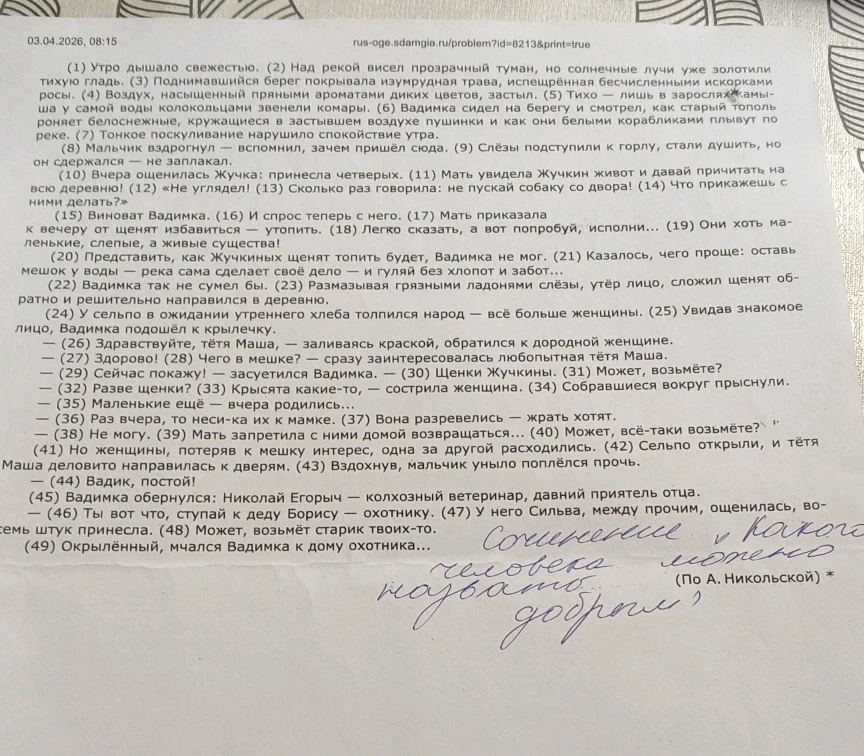 03.04.2026, 08:15 rus-oge.sdamgia.ru/problem?id=8213&print=true
(1) Утро дышало свежестью. (2) Над рекой висел прозрачный туман, но солнечные лучи уже золотили
тихую гладь. (3) Поднимавшийся берег покрывала изумрудная трава, испещрённая бесчисленными искорками
росы. (4) Воздух, насыщенный пряными ароматами диких цветов, застыл. (5) Тихо — лишь в зарослях камы-
ша у самой воды колокольцами звенели комары. (6) Вадимка сидел на берегу и смотрел, как старый тополь
роняет белоснежные, кружащиеся в застывшем воздухе пушинки и как они белыми корабликами плывут по
реке. (7) Тонкое поскуливание нарушило спокойствие утра.
(8) Мальчик вздрогнул — вспомнил, зачем пришёл сюда. (9) Слёзы подступили к горлу, стали душить, но
он сдержался — не заплакал.
(10) Вчера ощенилась Жучка: принесла четверых. (11) Мать увидела Жучкин живот и давай причитать на
всю деревню! (12) «Не углядел! (13) Сколько раз говорила: не пускай собаку со двора! (14) Что прикажешь с
ними делать?»
(15) Виноват Вадимка. (16) И спрос теперь с него. (17) Мать приказала
к вечеру от щенят избавиться — утопить. (18) Легко сказать, а вот попробуй, исполни... (19) Они хоть ма-
ленькие, слепые, а живые существа!
(20) Представить, как Жучкиных щенят топить будет, Вадимка не мог. (21) Казалось, чего проще: оставь
мешок у воды — река сама сделает своё дело — и гуляй без хлопот и забот...
(22) Вадимка так не сумел бы. (23) Размазывая грязными ладонями слёзы, утёр лицо, сложил щенят об-
ратно и решительно направился в деревню.
(24) У сельпо в ожидании утреннего хлеба толпился народ — всё больше женщины. (25) Увидав знакомое
лицо, Вадимка подошёл к крылечку.
— (26) Здравствуйте, тётя Маша, — заливаясь краской, обратился к дородной женщине.
— (27) Здорово! (28) Чего в мешке? — сразу заинтересовалась любопытная тётя Маша.
— (29) Сейчас покажу! — засуетился Вадимка. — (30) Щенки Жучкины. (31) Может, возьмёте?
— (32) Разве щенки? (33) Крысята какие-то, — сострила женщина. (34) Собравшиеся вокруг прыснули.
— (35) Маленькие ещё — вчера родились...
— (36) Раз вчера, то неси-ка их к мамке. (37) Вона разревелись — жрать хотят.
— (38) Не могу. (39) Мать запретила с ними домой возвращаться... (40) Может, всё-таки возьмёте?
(41) Но женщины, потеряв к мешку интерес, одна за другой расходились. (42) Сельпо открыли, и тётя
Маша деловито направилась к дверям. (43) Вздохнув, мальчик уныло поплёлся прочь.
— (44) Вадик, постой!
(45) Вадимка обернулся: Николай Егорыч — колхозный ветеринар, давний приятель отца.
— (46) Ты вот что, ступай к деду Борису — охотнику. (47) У него Сильва, между прочим, ощенилась, во-
семь штук принесла. (48) Может, возьмёт старик твоих-то.
(49) Окрылённый, мчался Вадимка к дому охотника...
Сочинение „ Какого
человека можно
(По А. Никольской) *
назвать
добрым"